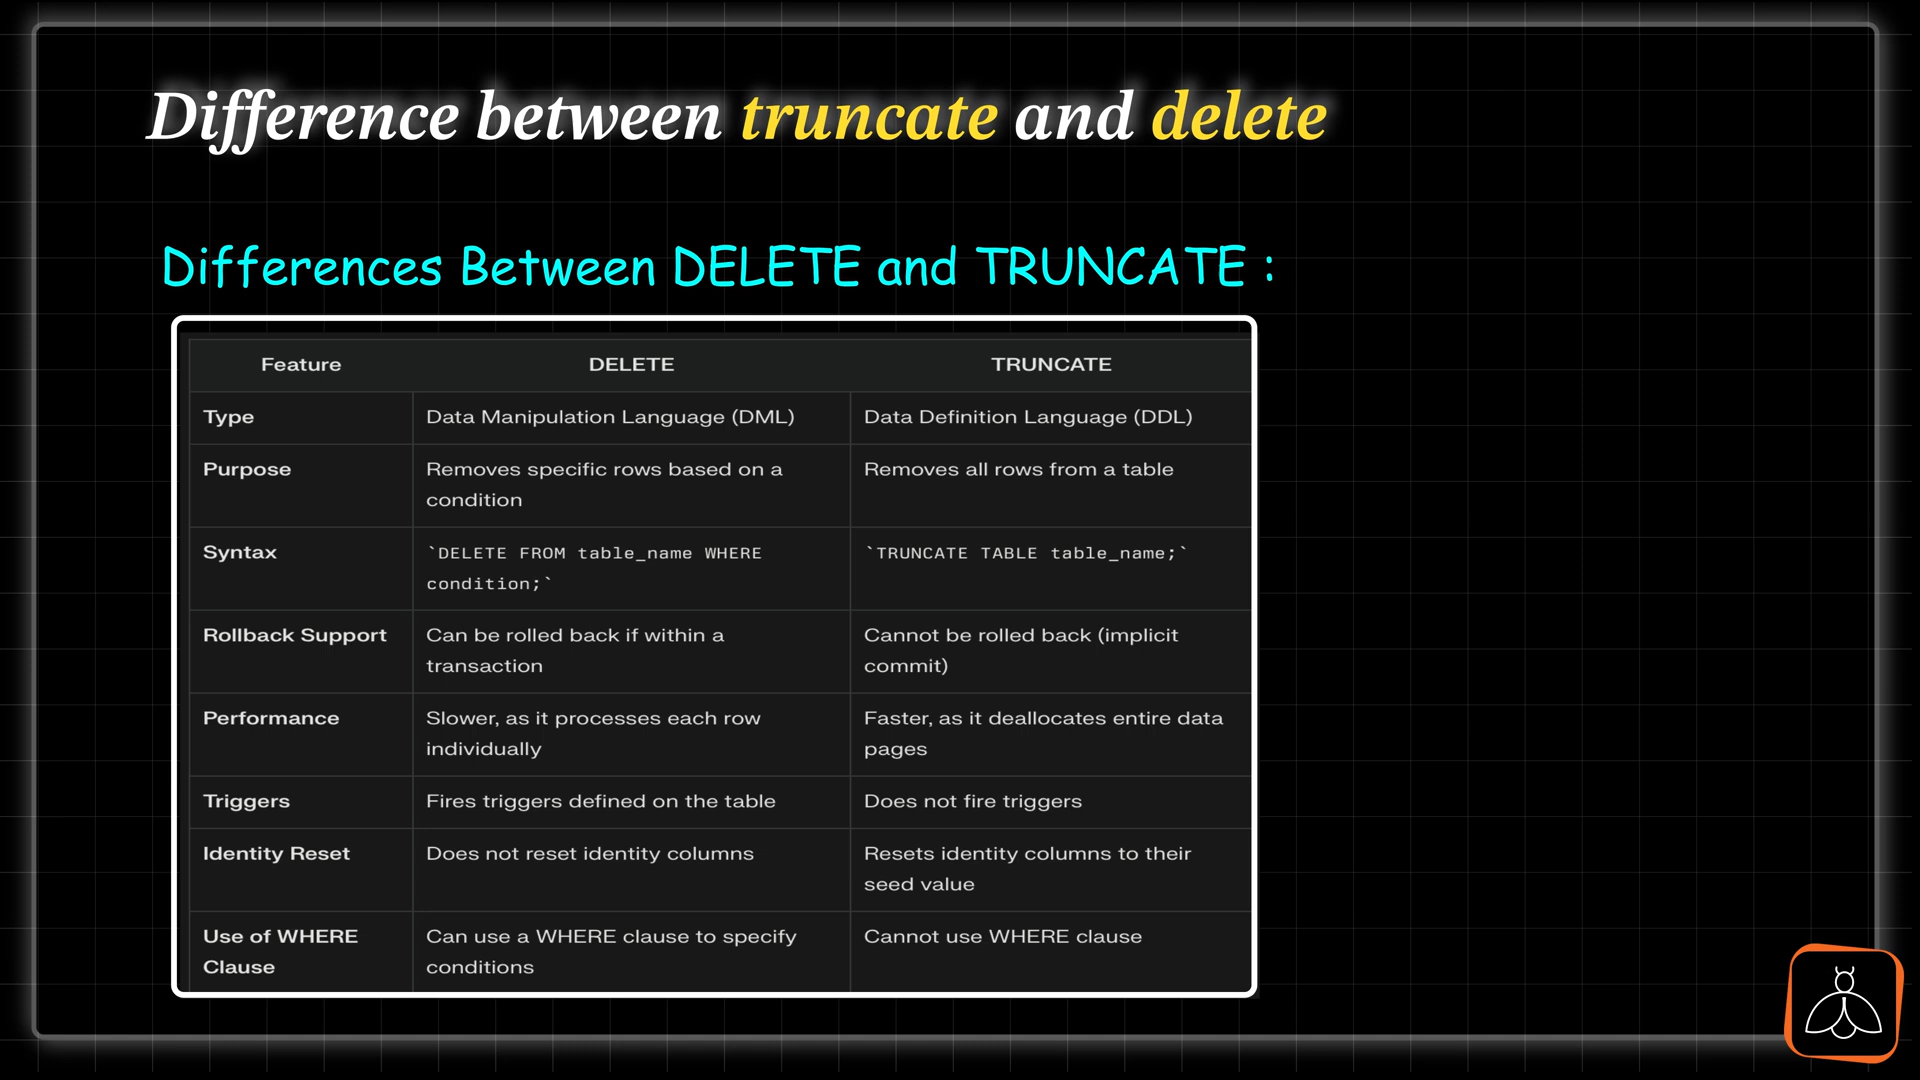 Difference between truncate and delete
Differences Between DELETE and TRUNCATE :
Feature DELETE TRUNCATE
Type Data Manipulation Language (DML) Data Definition Language (DDL)
Purpose Removes specific rows based on a Removes all rows from a table
condition
Syntax `DELETE FROM table_name WHERE `TRUNCATE TABLE table_name;`
condition;`
Rollback Support Can be rolled back if within a Cannot be rolled back (implicit
transaction commit)
Performance Slower, as it processes each row Faster, as it deallocates entire data
individually pages
Triggers Fires triggers defined on the table Does not fire triggers
Identity Reset Does not reset identity columns Resets identity columns to their
seed value
Use of WHERE Can use a WHERE clause to specify Cannot use WHERE clause
Clause conditions